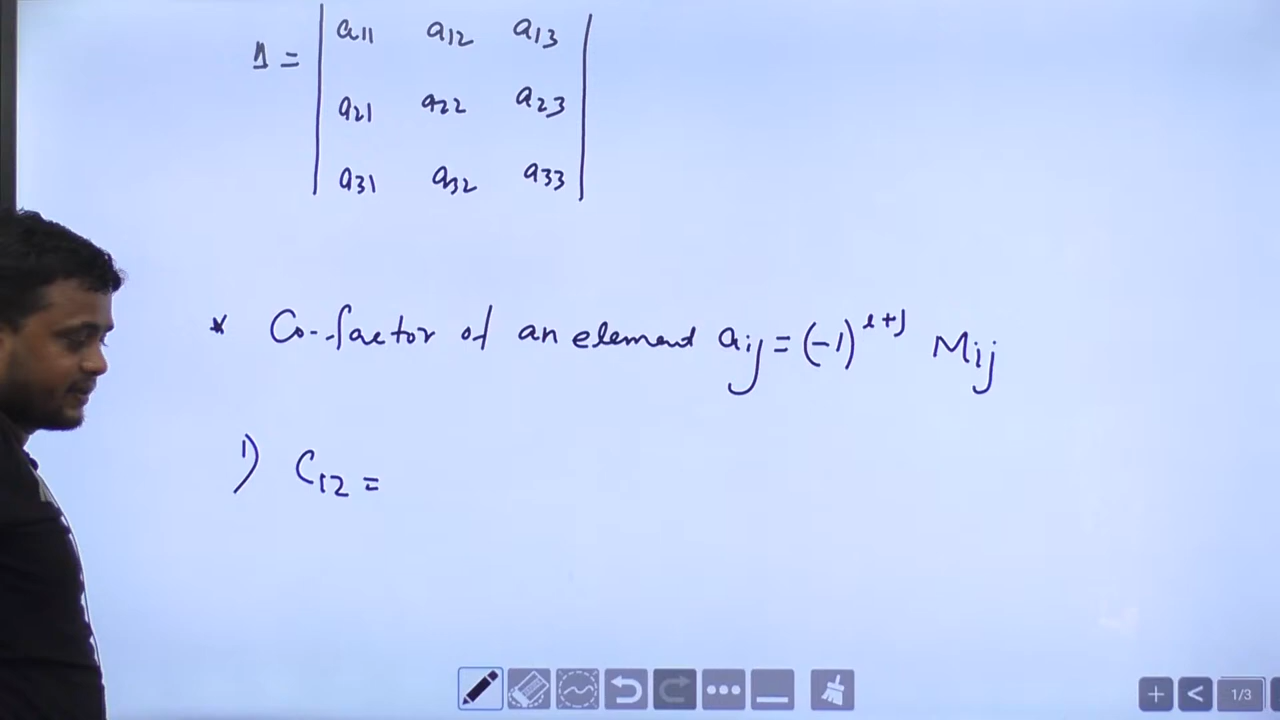 Δ = | a11 a12 a13 |
| a21 a22 a23 |
| a31 a32 a33 |
* Co-factor of an element aij = (-1)^i+j Mij
1) C12 =
1/3